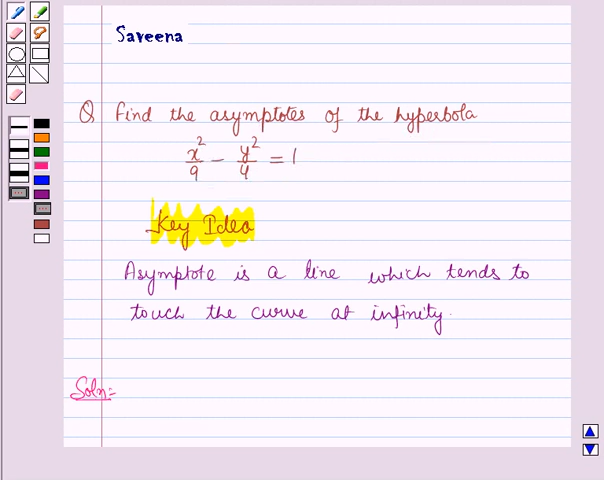 Saveena
Q Find the asymptotes of the hyperbola
x²/9 - y²/4 = 1
Key Idea
Asymptote is a line which tends to
touch the curve at infinity.
Soln: